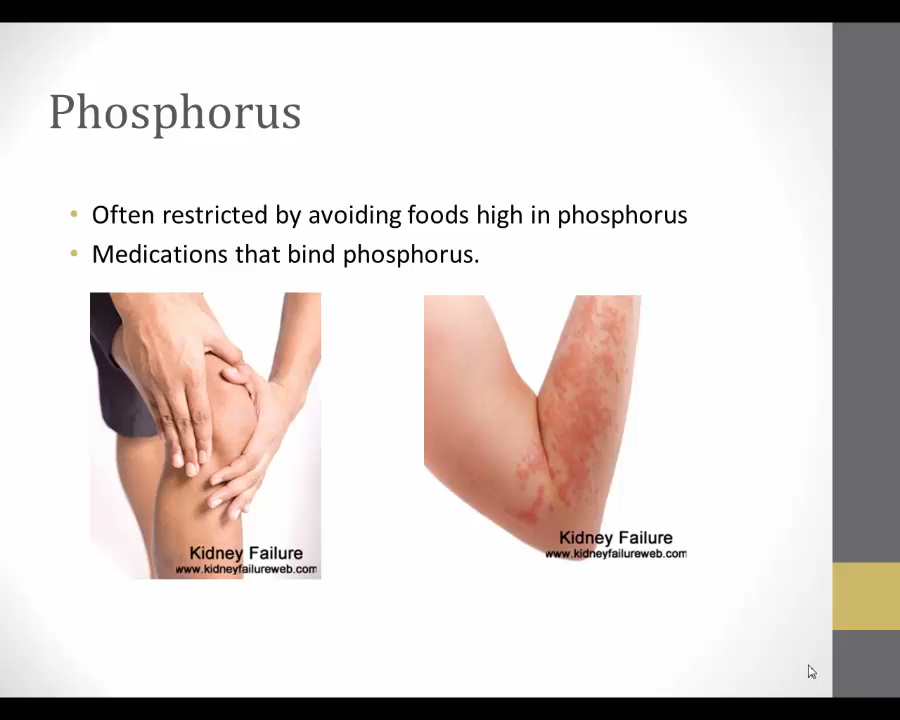 Phosphorus
• Often restricted by avoiding foods high in phosphorus
• Medications that bind phosphorus.
Kidney Failure
www.kidneyfailureweb.com
Kidney Failure
www.kidneyfailureweb.com